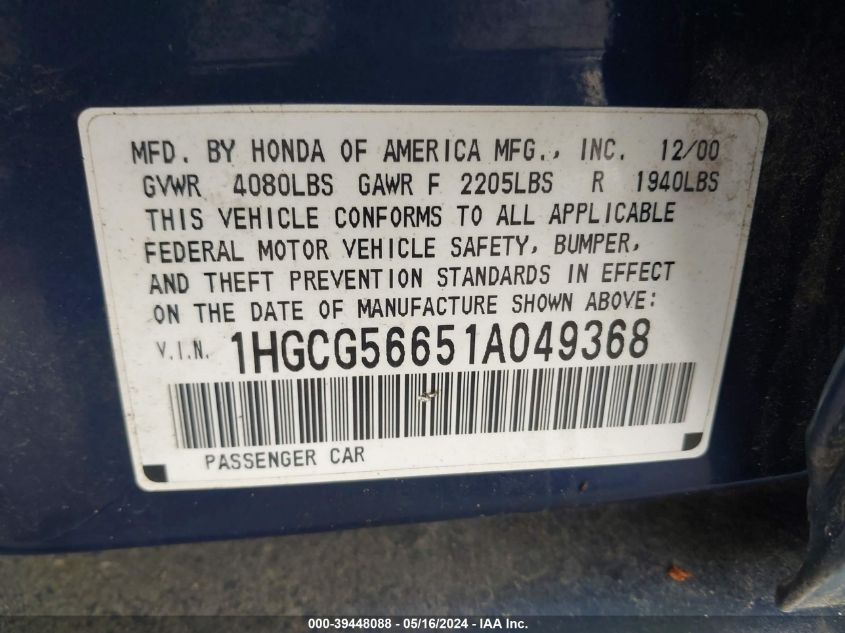 MFD. BY HONDA OF AMERICA MFG., INC. 12/00
GVWR 4080LBS GAWR F 2205LBS R 1940LBS
THIS VEHICLE CONFORMS TO ALL APPLICABLE
FEDERAL MOTOR VEHICLE SAFETY, BUMPER,
AND THEFT PREVENTION STANDARDS IN EFFECT
ON THE DATE OF MANUFACTURE SHOWN ABOVE:
V.I.N. 1HGCG56651A049368
PASSENGER CAR
000-39448088 - 05/16/2024 - IAA Inc.